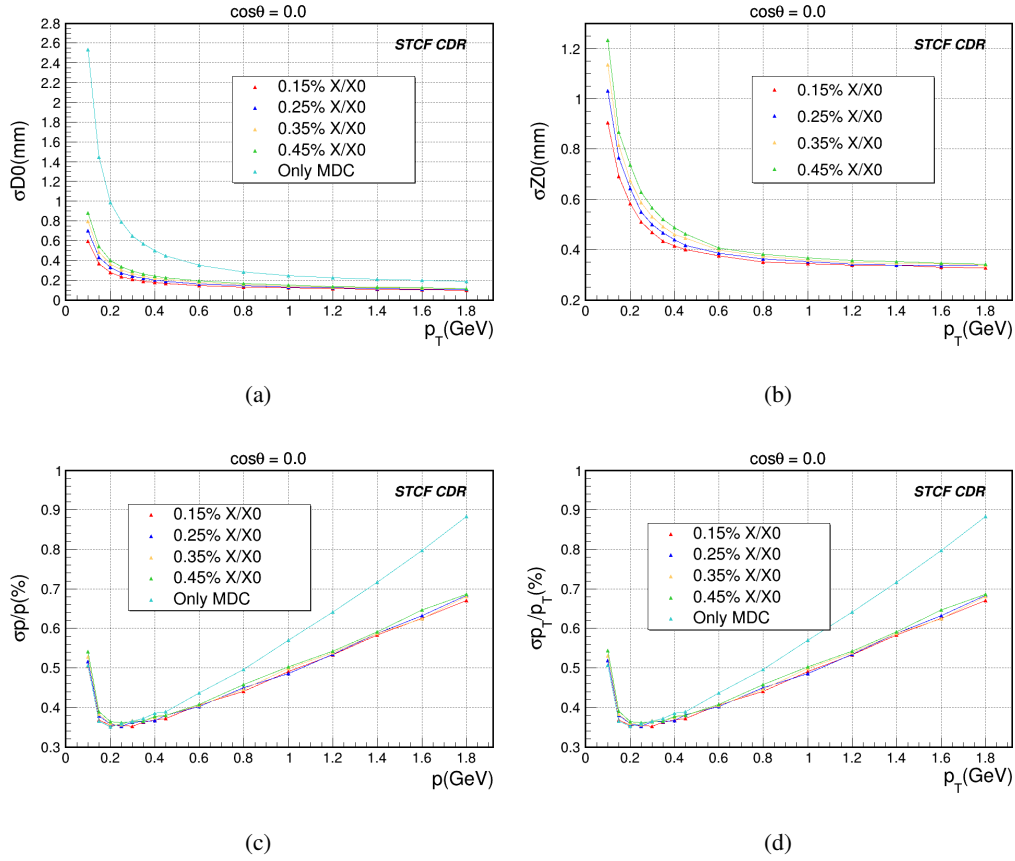 cosθ = 0.0
STCF CDR
0.15% X/X0
0.25% X/X0
0.35% X/X0
0.45% X/X0
Only MDC
σD0(mm)
2.8
2.6
2.4
2.2
2
1.8
1.6
1.4
1.2
1
0.8
0.6
0.4
0.2
0
0 0.2 0.4 0.6 0.8 1 1.2 1.4 1.6 1.8
p_T(GeV)
(a)
cosθ = 0.0
STCF CDR
0.15% X/X0
0.25% X/X0
0.35% X/X0
0.45% X/X0
σZ0(mm)
1.2
1
0.8
0.6
0.4
0.2
0 0.2 0.4 0.6 0.8 1 1.2 1.4 1.6 1.8
p_T(GeV)
(b)
cosθ = 0.0
STCF CDR
0.15% X/X0
0.25% X/X0
0.35% X/X0
0.45% X/X0
Only MDC
σp/p(%)
1
0.9
0.8
0.7
0.6
0.5
0.4
0.3
0 0.2 0.4 0.6 0.8 1 1.2 1.4 1.6 1.8
p(GeV)
(c)
cosθ = 0.0
STCF CDR
0.15% X/X0
0.25% X/X0
0.35% X/X0
0.45% X/X0
Only MDC
σp_T/p_T(%)
1
0.9
0.8
0.7
0.6
0.5
0.4
0.3
0 0.2 0.4 0.6 0.8 1 1.2 1.4 1.6 1.8
p_T(GeV)
(d)